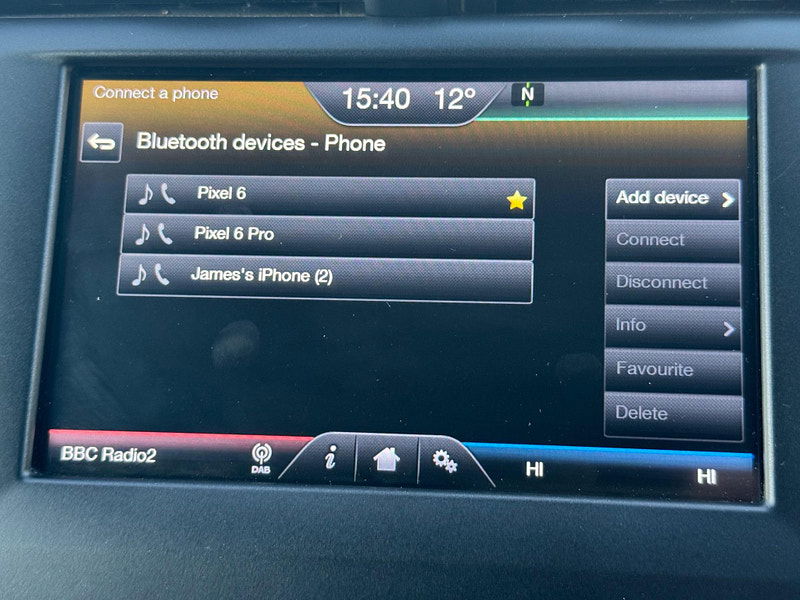 Connect a phone
15:40 12° N
Bluetooth devices - Phone
Pixel 6
Pixel 6 Pro
James's iPhone (2)
Add device
Connect
Disconnect
Info
Favourite
Delete
BBC Radio2
DAB
i
HI
HI